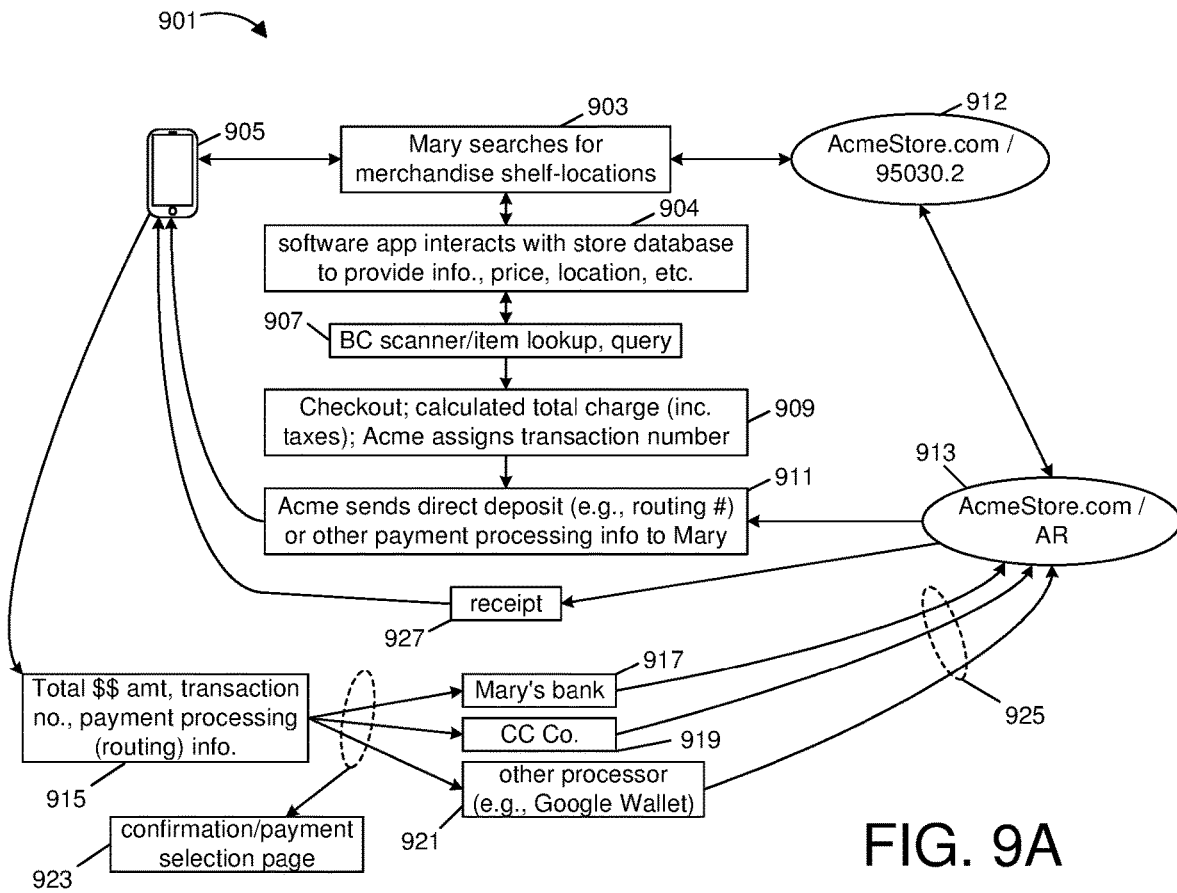 901
903
912
905
Mary searches for
merchandise shelf-locations
AcmeStore.com /
95030.2
904
software app interacts with store database
to provide info., price, location, etc.
907
BC scanner/item lookup, query
Checkout; calculated total charge (inc.
taxes); Acme assigns transaction number
909
911
913
Acme sends direct deposit (e.g., routing #)
or other payment processing info to Mary
AcmeStore.com /
AR
receipt
927
917
Total $$ amt, transaction
no., payment processing
(routing) info.
Mary's bank
925
CC Co.
919
915
other processor
(e.g., Google Wallet)
921
confirmation/payment
selection page
923
FIG. 9A